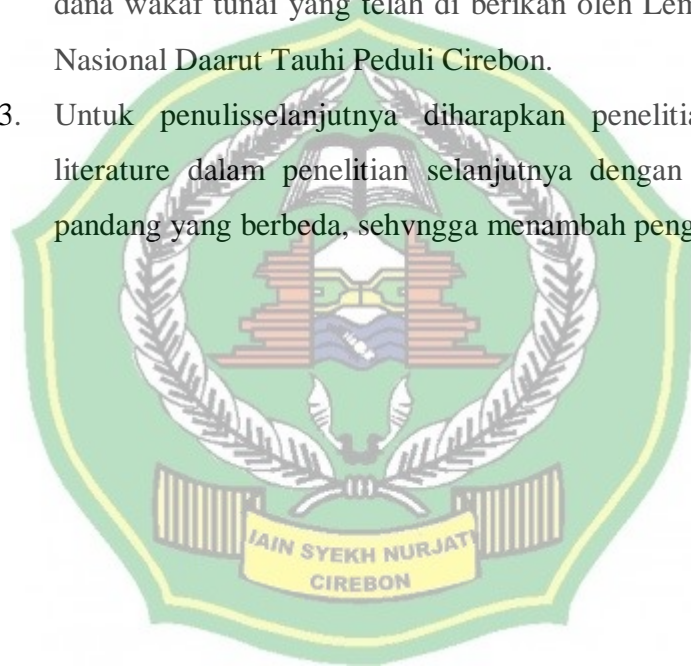 dana wakaf tunai yang telah di berikan oleh Lem
Nasional Daarut Tauhi Peduli Cirebon.
3. Untuk penulisselanjutnya diharapkan penelitia
literature dalam penelitian selanjutnya dengan
pandang yang berbeda, sehvngga menambah peng
IAIN SYEKH NURJATI
CIREBON